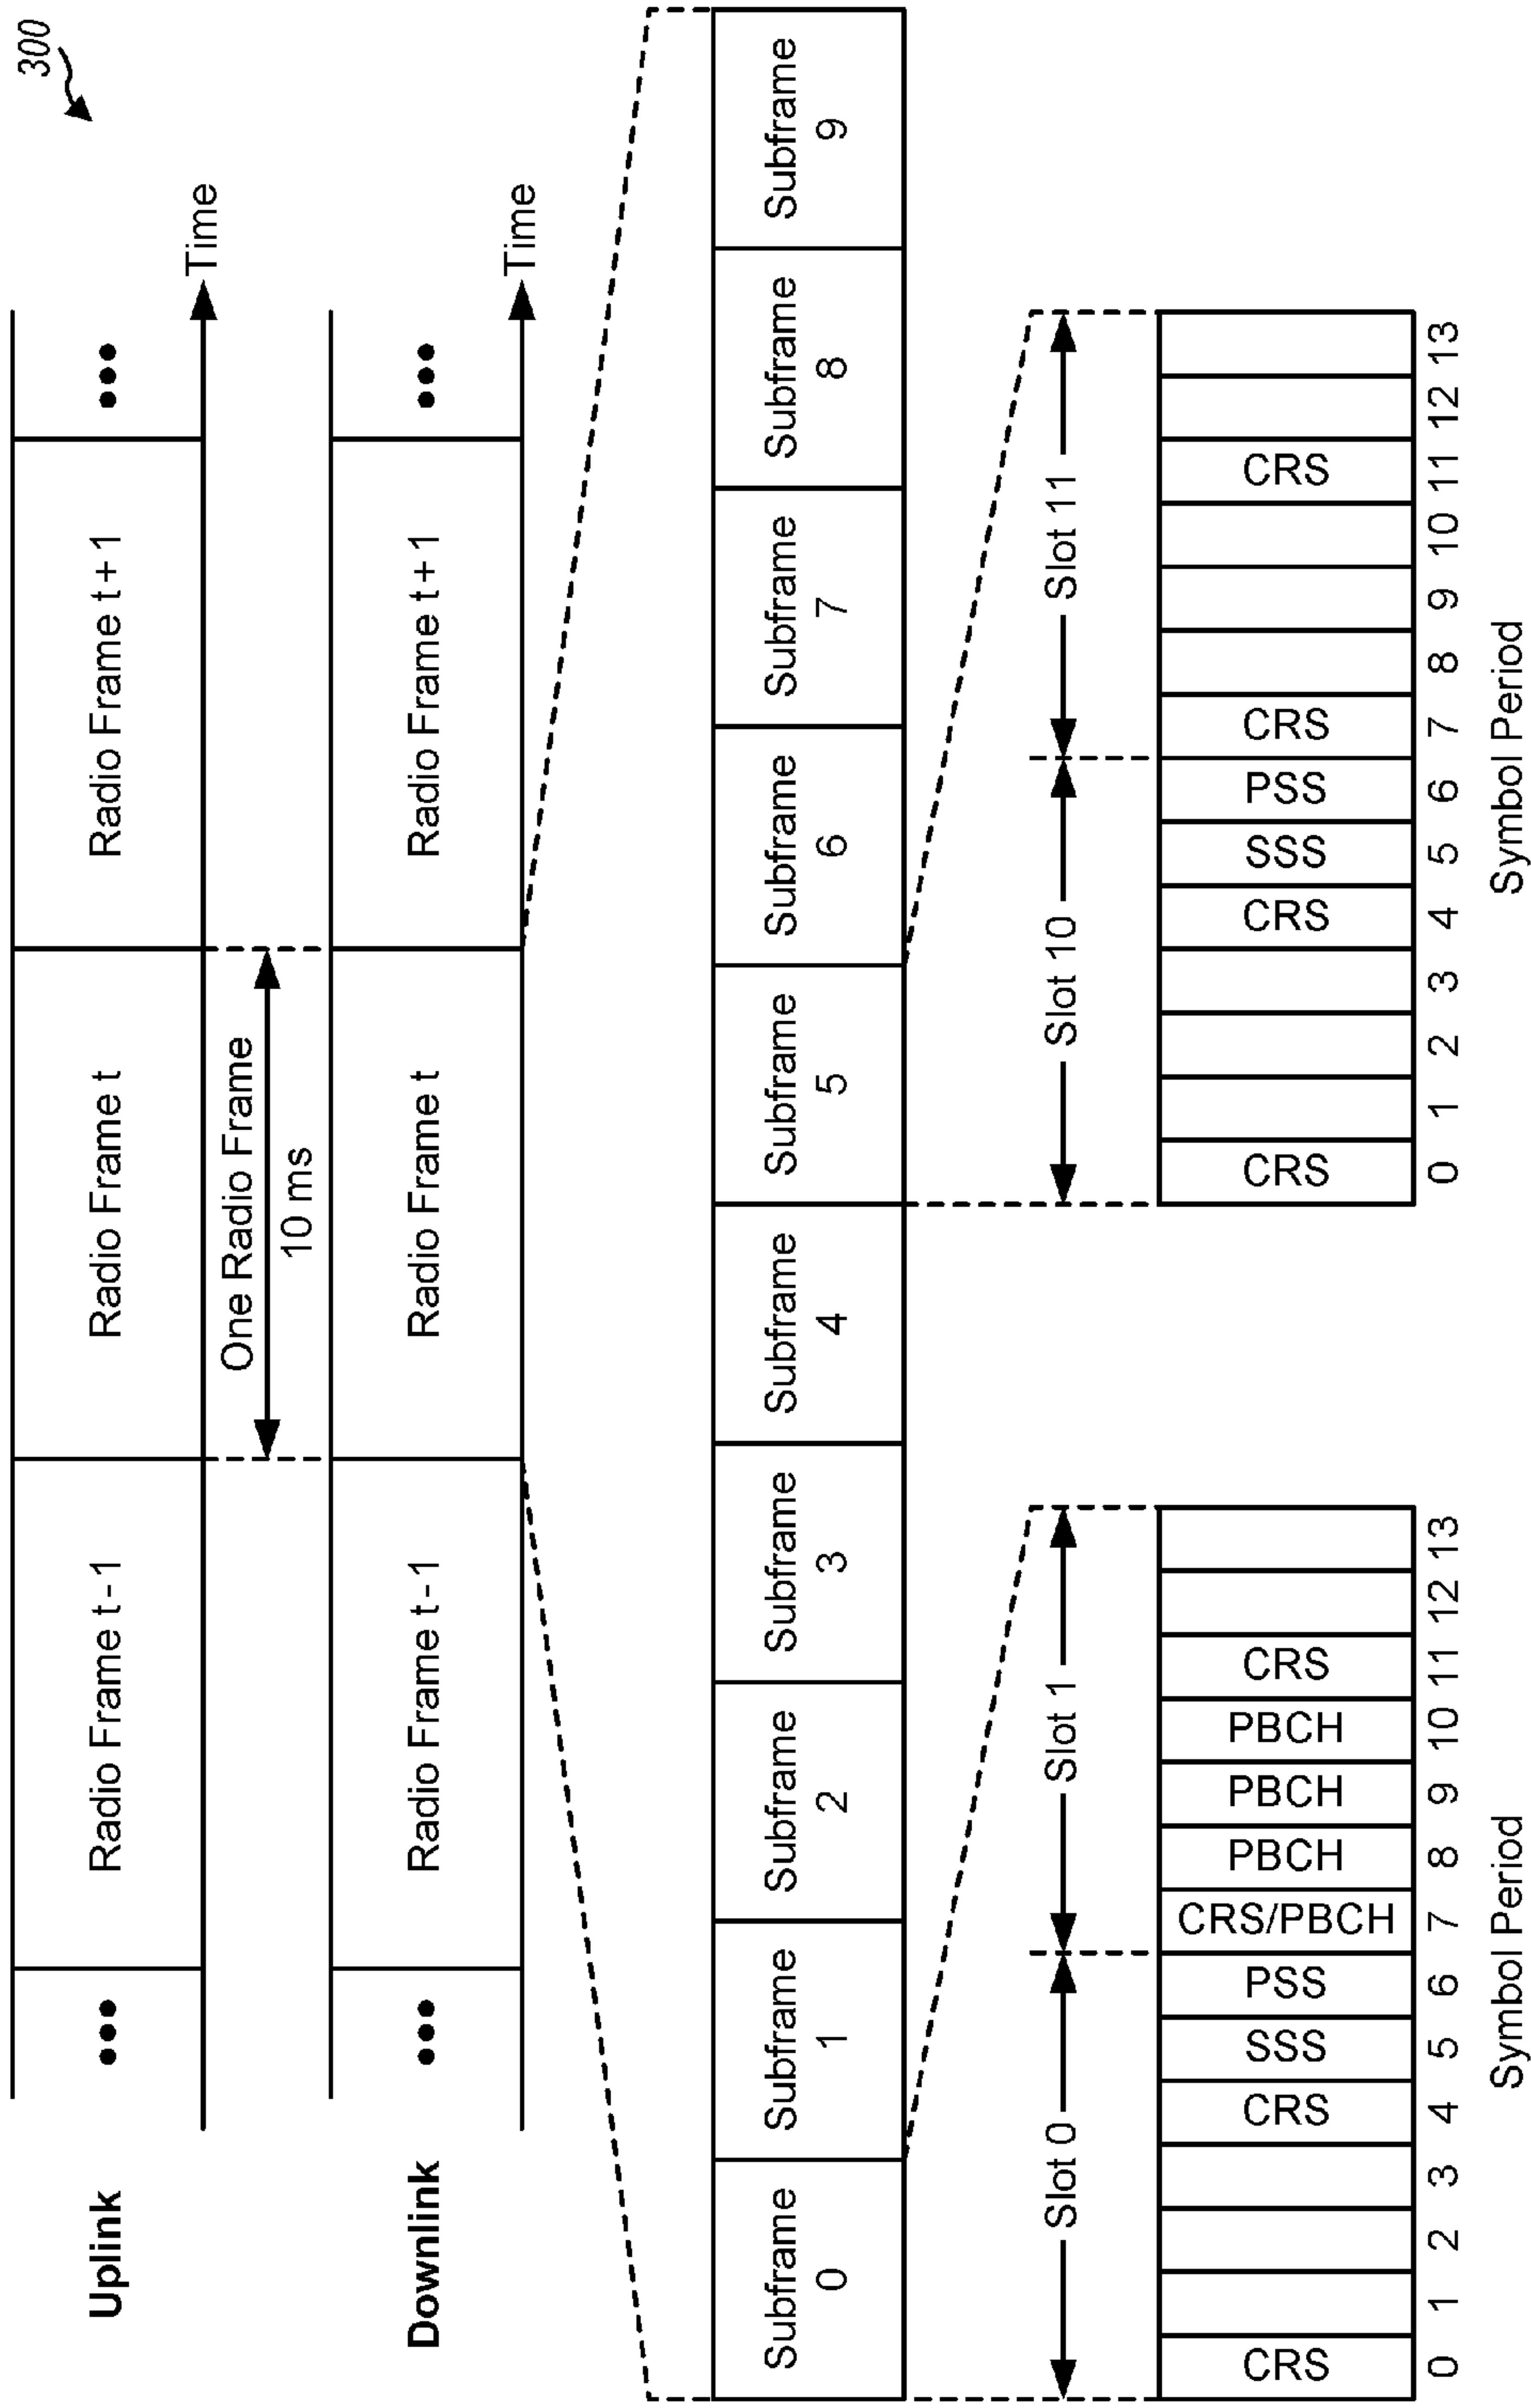 300
Uplink
•••
Radio Frame t-1
Radio Frame t
Radio Frame t+1
•••
Time
One Radio Frame
10 ms
Downlink
•••
Radio Frame t-1
Radio Frame t
Radio Frame t+1
•••
Time
Subframe
0
Subframe
1
Subframe
2
Subframe
3
Subframe
4
Subframe
5
Subframe
6
Subframe
7
Subframe
8
Subframe
9
Slot 0
Slot 1
CRS
CRS
SSS
PSS
CRS/PBCH
PBCH
PBCH
PBCH
CRS
0 1 2 3 4 5 6 7 8 9 10 11 12 13
Symbol Period
Slot 10
Slot 11
CRS
CRS
SSS
PSS
CRS
CRS
0 1 2 3 4 5 6 7 8 9 10 11 12 13
Symbol Period